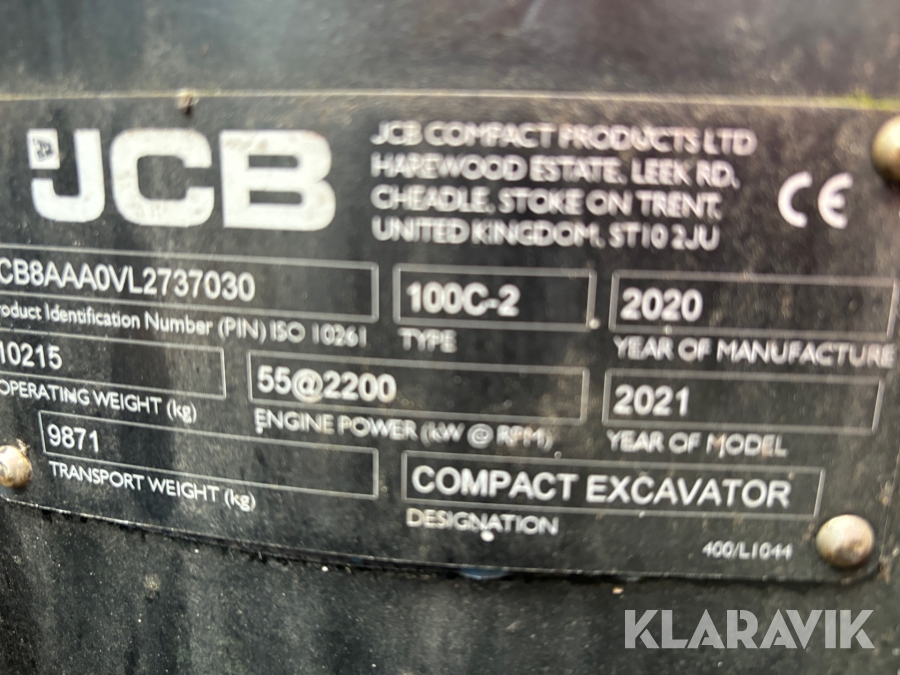 JCB
JCB COMPACT PRODUCTS LTD
HAREWOOD ESTATE, LEEK RD,
CHEADLE, STOKE ON TRENT,
UNITED KINGDOM, ST10 2JU
CE
CB8AAA0VL2737030
roduct Identification Number (PIN) ISO 10261
100C-2
TYPE
2020
YEAR OF MANUFACTURE
10215
OPERATING WEIGHT (kg)
55@2200
ENGINE POWER (kW @ RPM)
2021
YEAR OF MODEL
9871
TRANSPORT WEIGHT (kg)
COMPACT EXCAVATOR
DESIGNATION
400/L1044
KLARAVIK